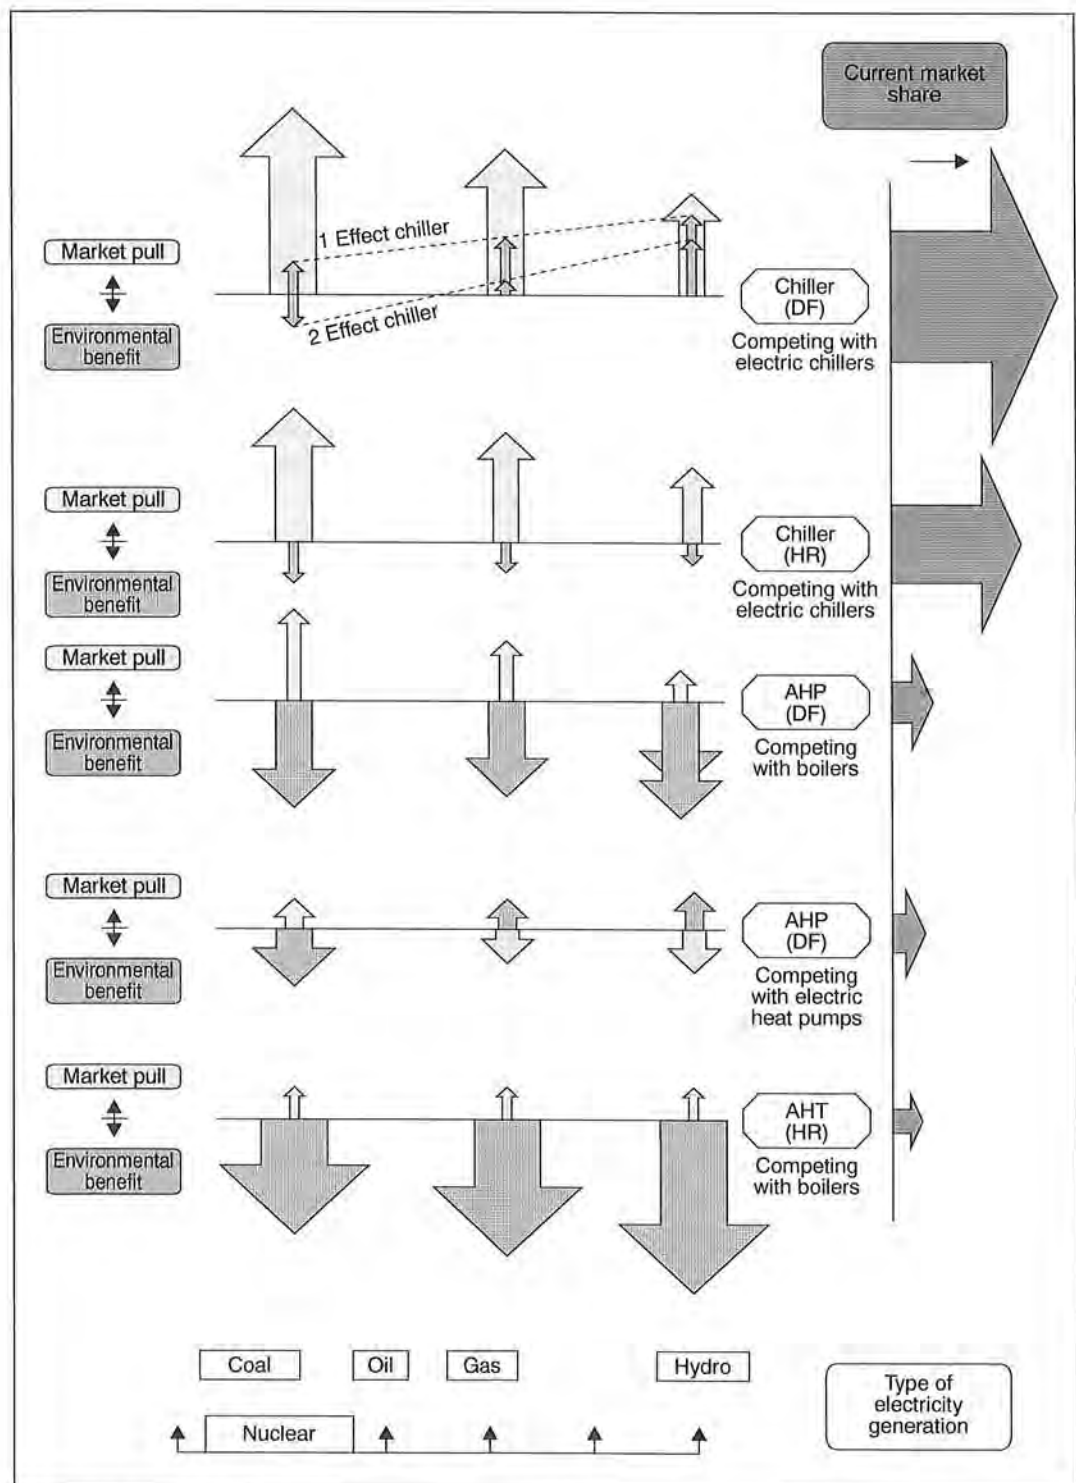 Current market
share
1 Effect chiller
Market pull
2 Effect chiller
Environmental
benefit
Chiller
(DF)
Competing with
electric chillers
Market pull
Environmental
benefit
Chiller
(HR)
Competing with
electric chillers
Market pull
Environmental
benefit
AHP
(DF)
Competing
with boilers
Market pull
Environmental
benefit
AHP
(DF)
Competing
with electric
heat pumps
Market pull
Environmental
benefit
AHT
(HR)
Competing
with boilers
Coal
Oil
Gas
Hydro
Nuclear
Type of
electricity
generation